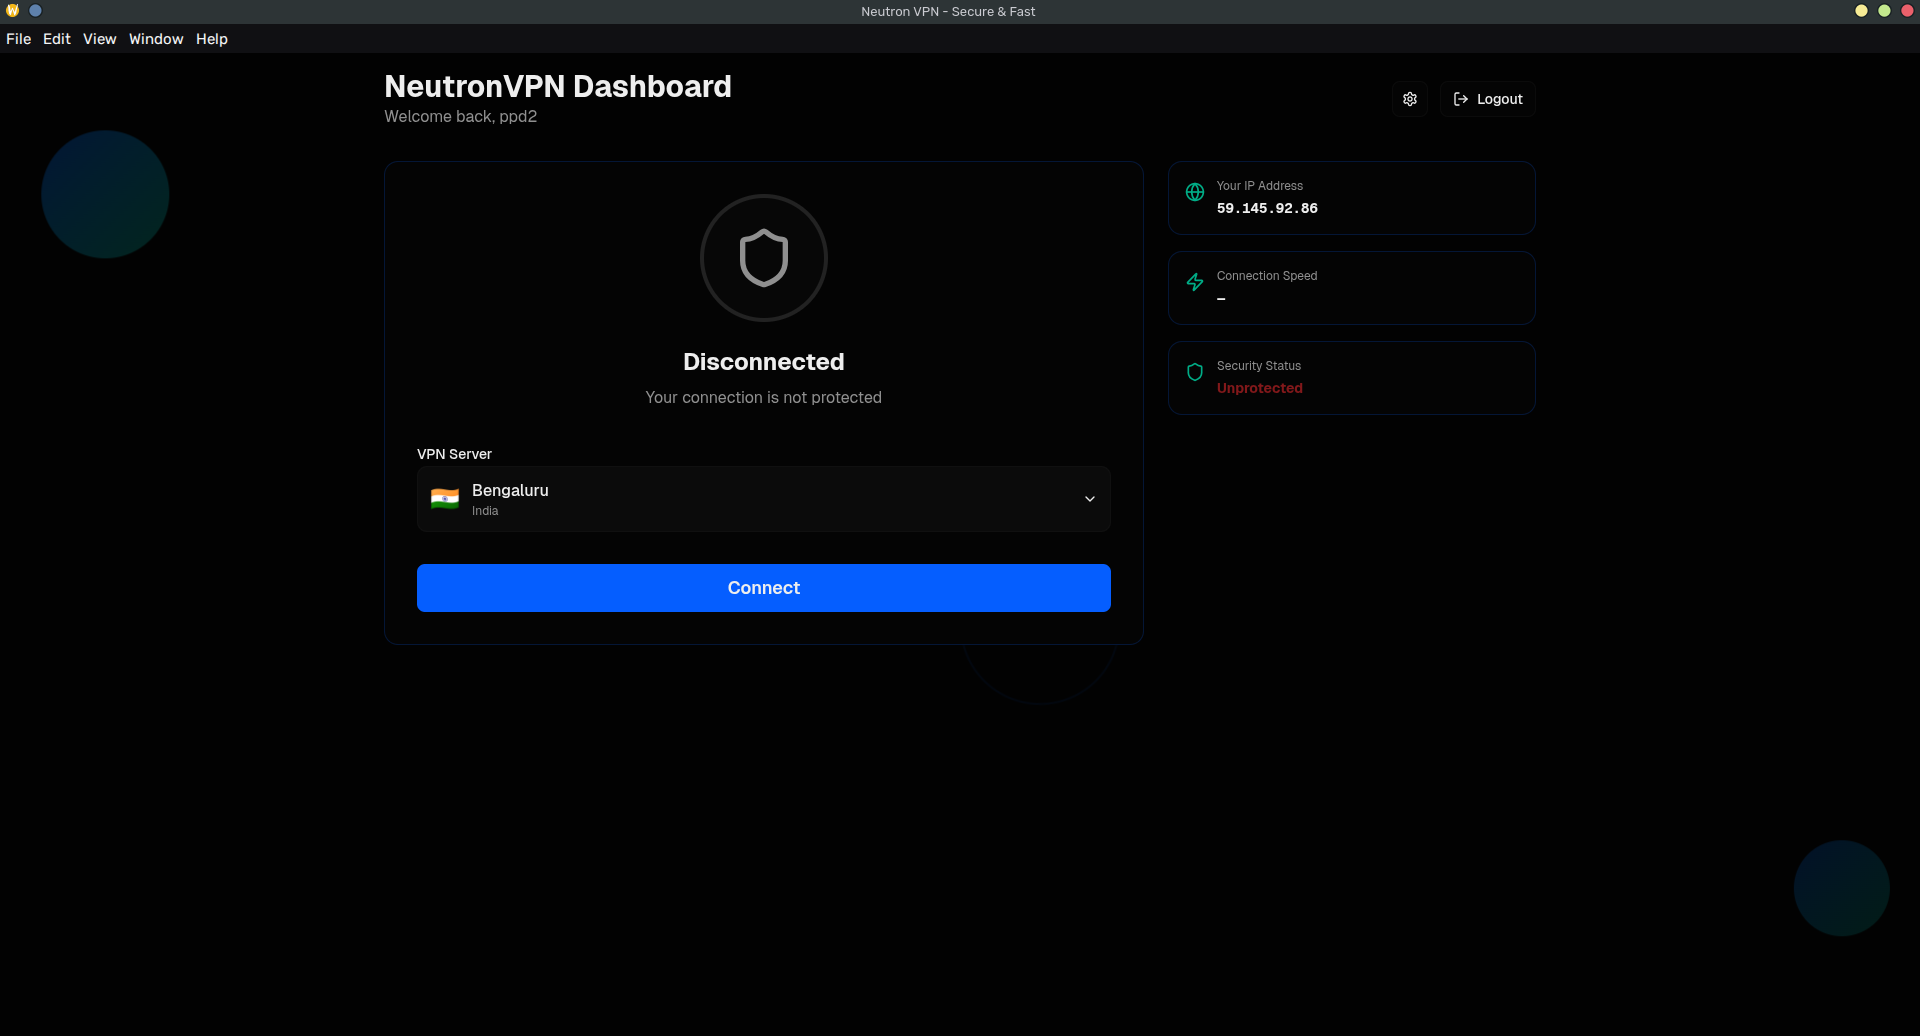 Neutron VPN - Secure & Fast
File Edit View Window Help
NeutronVPN Dashboard
Welcome back, ppd2
Logout
Disconnected
Your connection is not protected
VPN Server
Bengaluru
India
Connect
Your IP Address
59.145.92.86
Connection Speed
—
Security Status
Unprotected